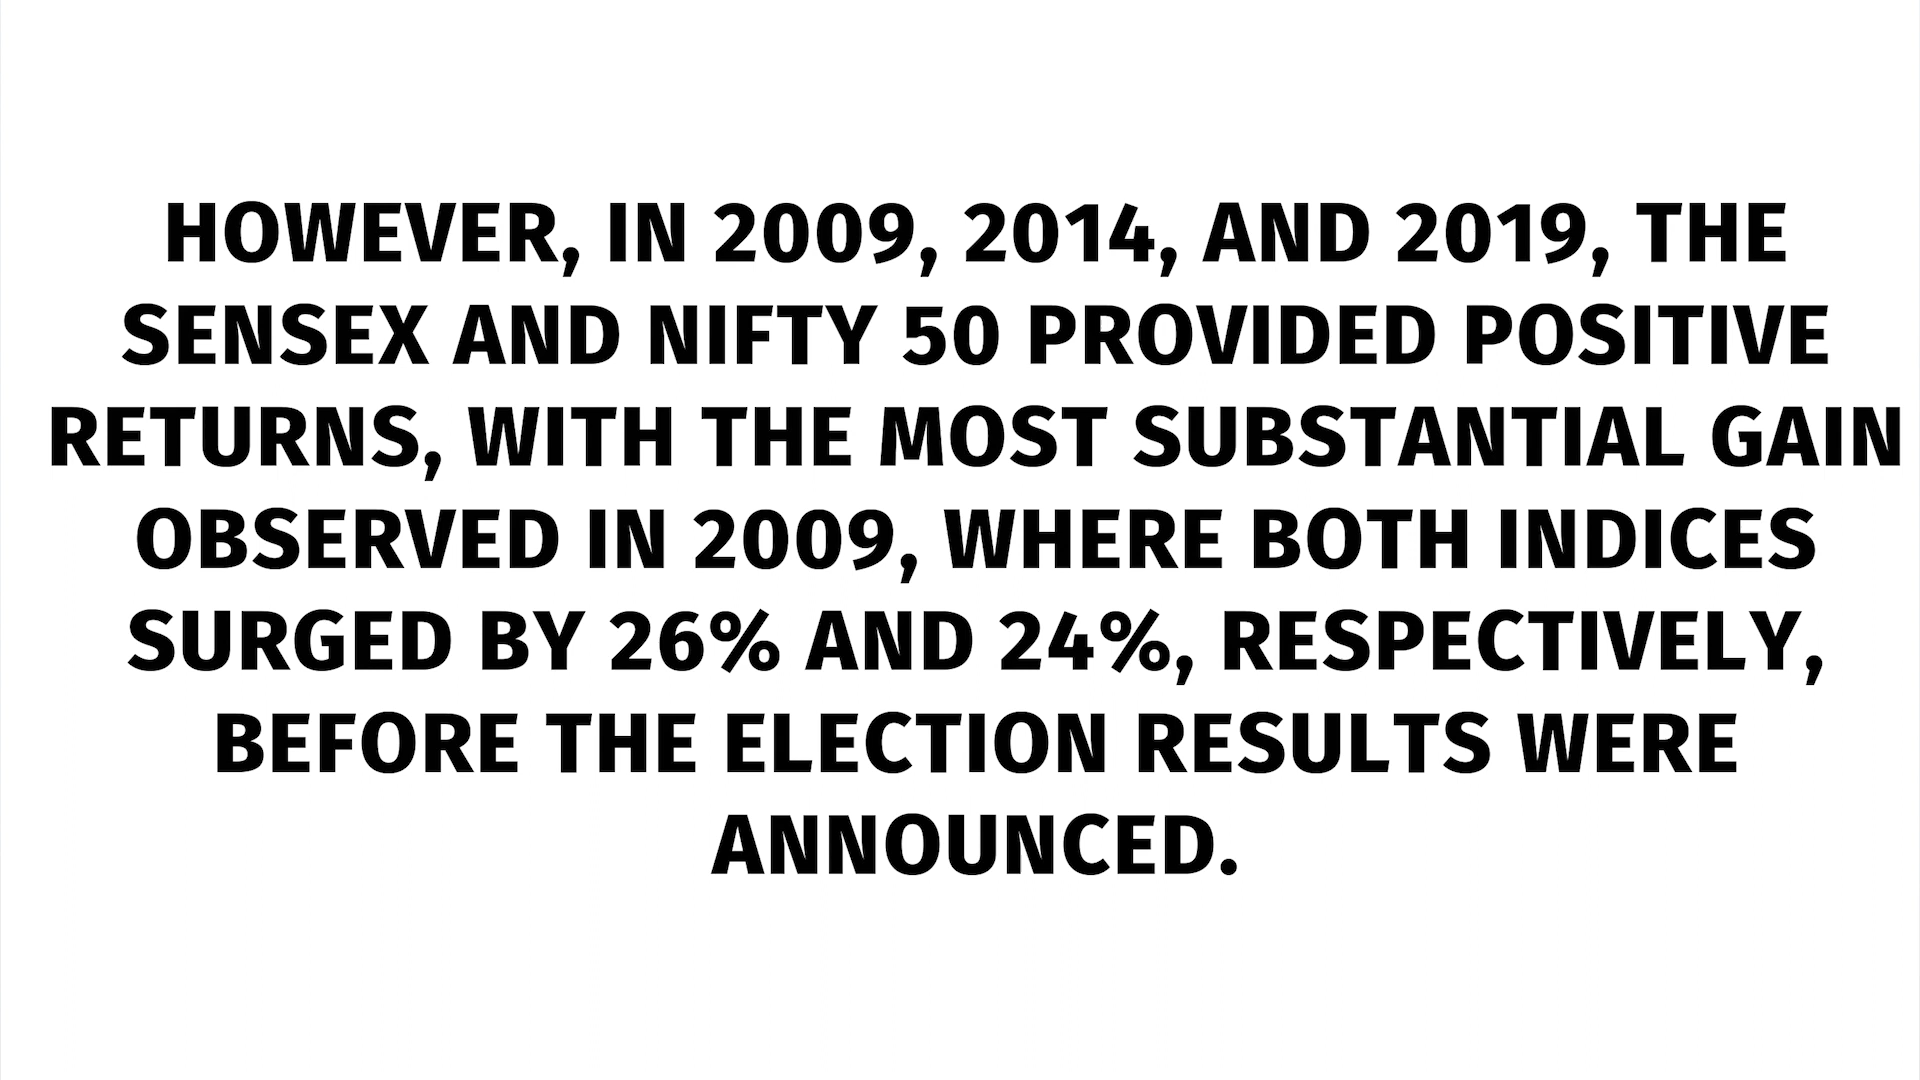 HOWEVER, IN 2009, 2014, AND 2019, THE
SENSEX AND NIFTY 50 PROVIDED POSITIVE
RETURNS, WITH THE MOST SUBSTANTIAL GAIN
OBSERVED IN 2009, WHERE BOTH INDICES
SURGED BY 26% AND 24%, RESPECTIVELY,
BEFORE THE ELECTION RESULTS WERE
ANNOUNCED.